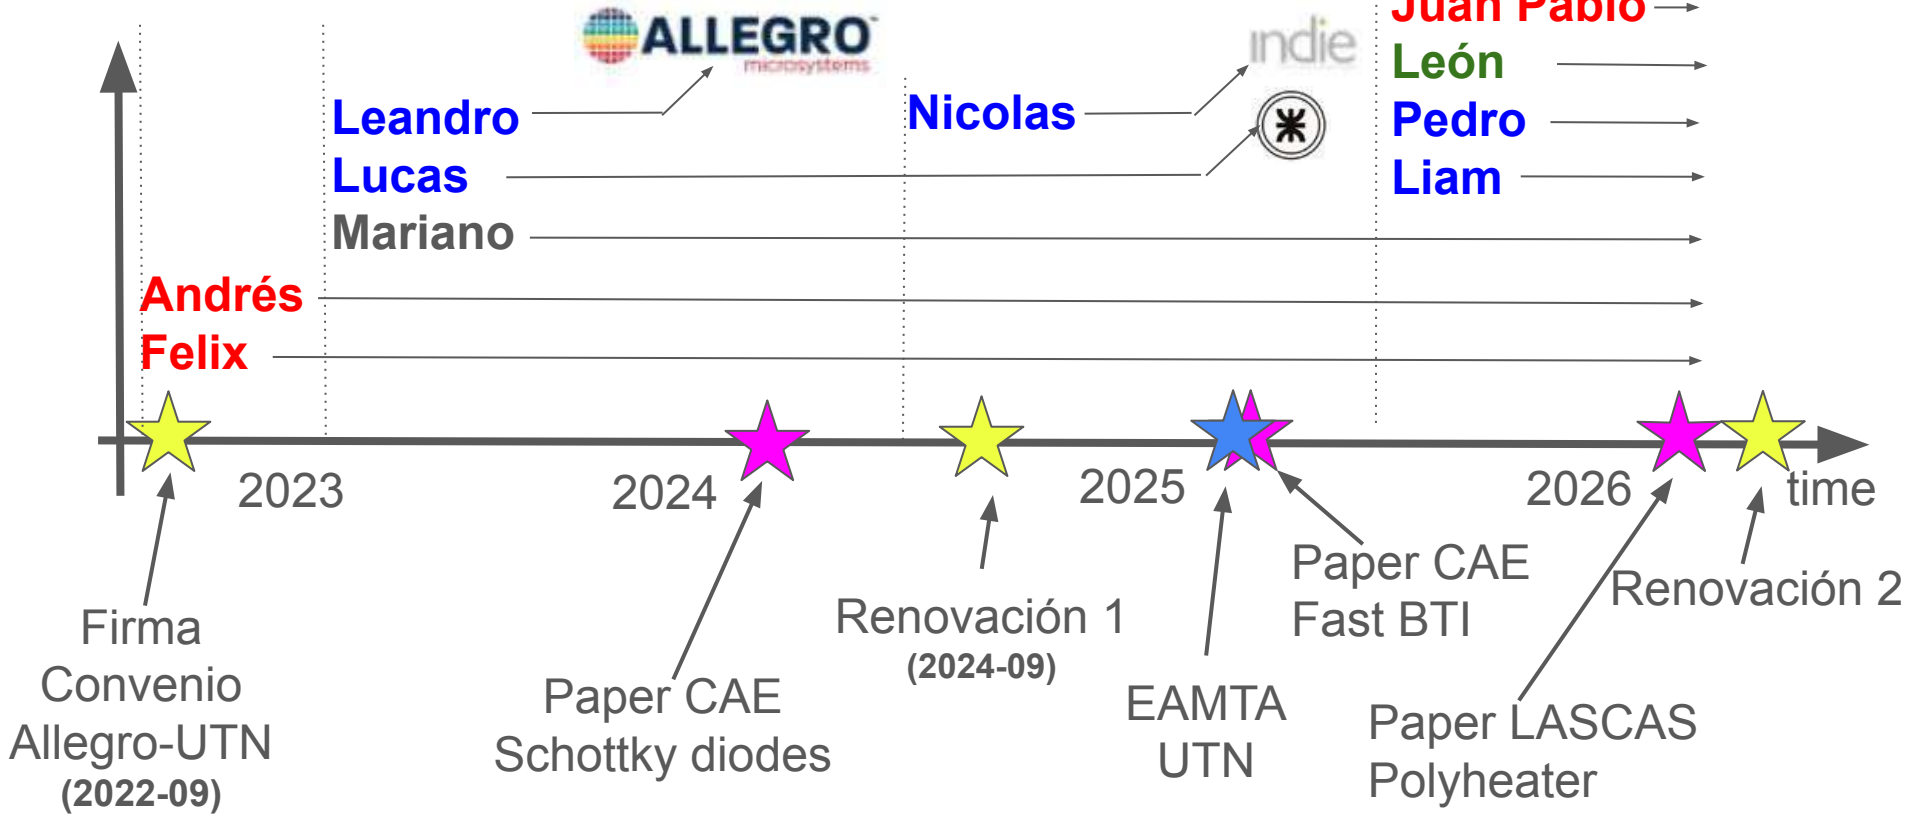 Juan Pablo
ALLEGRO™
microsystems
indie
León
Leandro
Nicolas
Pedro
Lucas
Liam
Mariano
Andrés
Felix
2023
2024
2025
2026
time
Firma
Convenio
Allegro-UTN
(2022-09)
Paper CAE
Schottky diodes
Renovación 1
(2024-09)
EAMTA
UTN
Paper CAE
Fast BTI
Paper LASCAS
Polyheater
Renovación 2